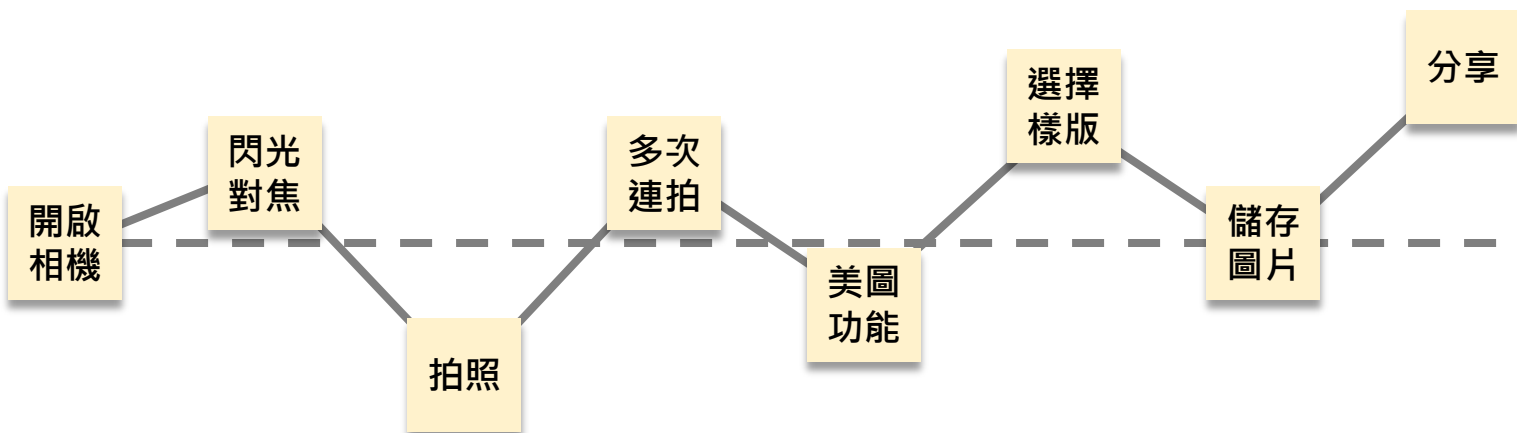 開啟
相機
閃光
對焦
拍照
多次
連拍
美圖
功能
選擇
樣版
儲存
圖片
分享